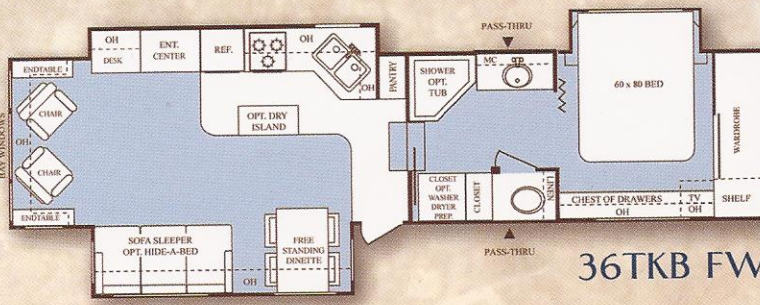 PASS-THRU
OH
DESK
ENT.
CENTER
REF.
OH
OH
PANTRY
SHOWER
OPT.
TUB
MC
60 x 80 BED
WARDROBE
ENDTABLE
CHAIR
OH
CHAIR
ENDTABLE
BAY WINDOWS
OPT. DRY
ISLAND
CLOSET
OPT.
WASHER
DRYER
PREP.
CLOSET
LINEN
CHEST OF DRAWERS
OH
TV
OH
SHELF
SOFA SLEEPER
OPT. HIDE-A-BED
OH
FREE
STANDING
DINETTE
PASS-THRU
36TKB FW